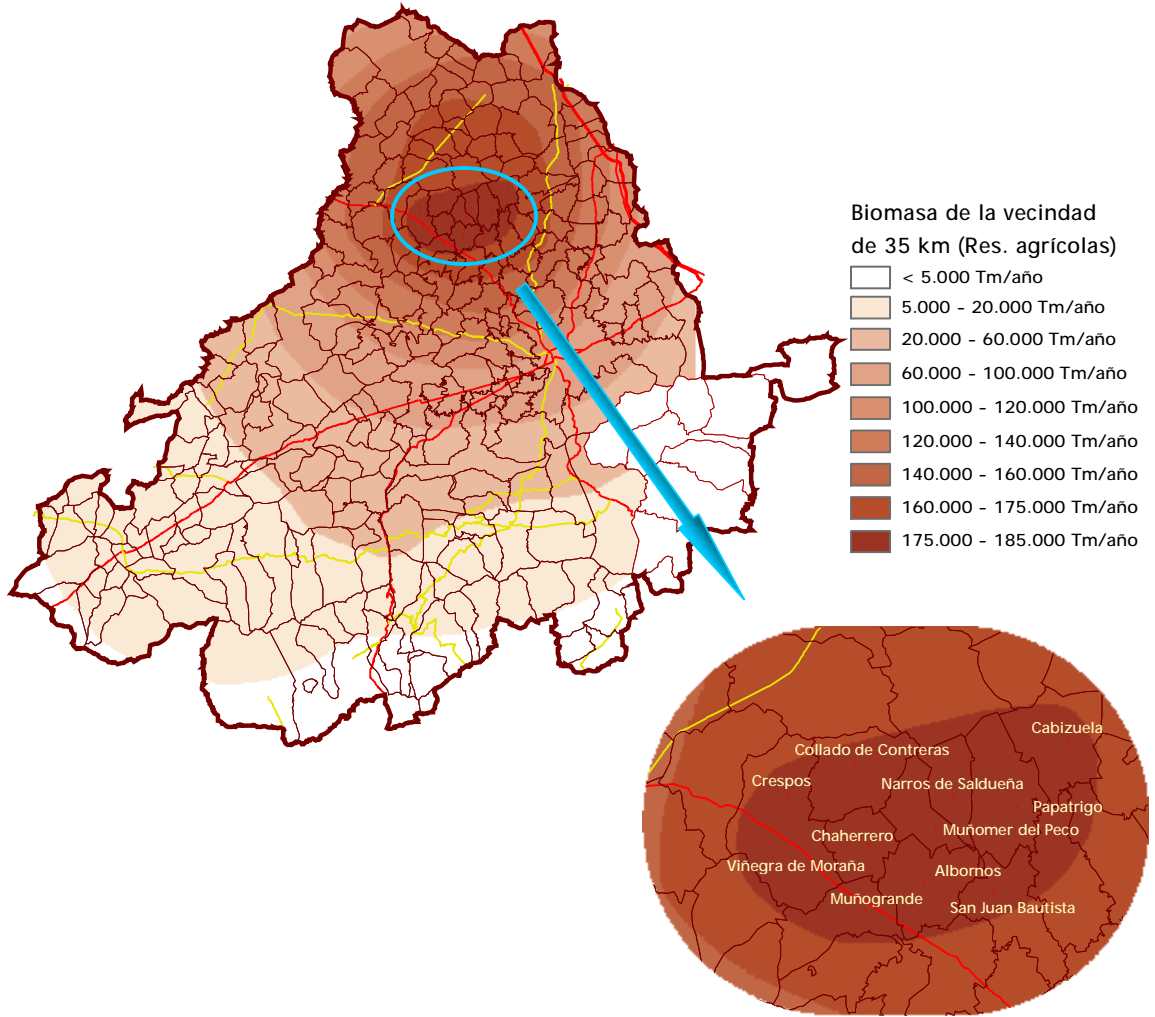 Biomasa de la vecindad
de 35 km (Res. agrícolas)
< 5.000 Tm/año
5.000 - 20.000 Tm/año
20.000 - 60.000 Tm/año
60.000 - 100.000 Tm/año
100.000 - 120.000 Tm/año
120.000 - 140.000 Tm/año
140.000 - 160.000 Tm/año
160.000 - 175.000 Tm/año
175.000 - 185.000 Tm/año
Cabizuela
Collado de Contreras
Crespos
Narros de Saldueña
Papatrigo
Chaherrero
Muñomer del Peco
Viñegra de Moraña
Albornos
Muñogrande
San Juan Bautista